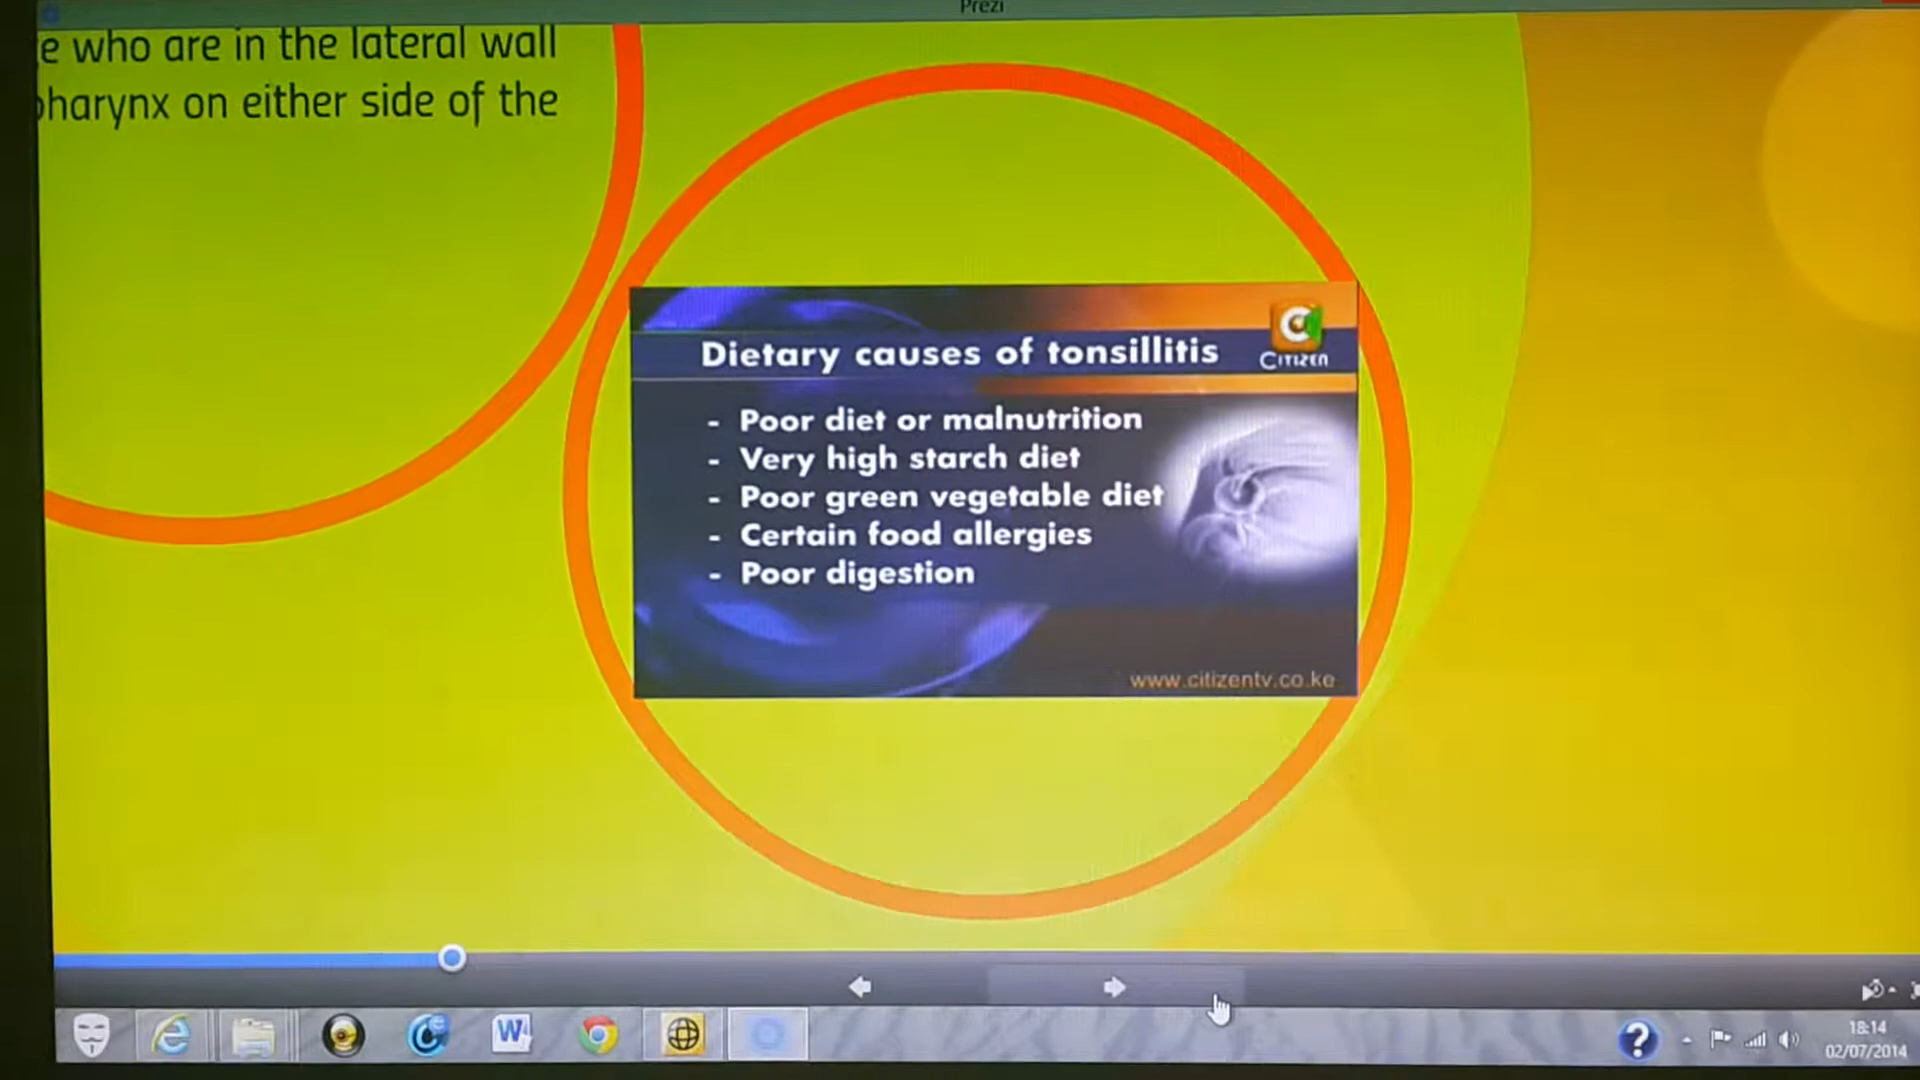 Prezi
e who are in the lateral wall
pharynx on either side of the
Dietary causes of tonsillitis
CITIZEN
- Poor diet or malnutrition
- Very high starch diet
- Poor green vegetable diet
- Certain food allergies
- Poor digestion
www.citizentv.co.ke
18:14
02/07/2014